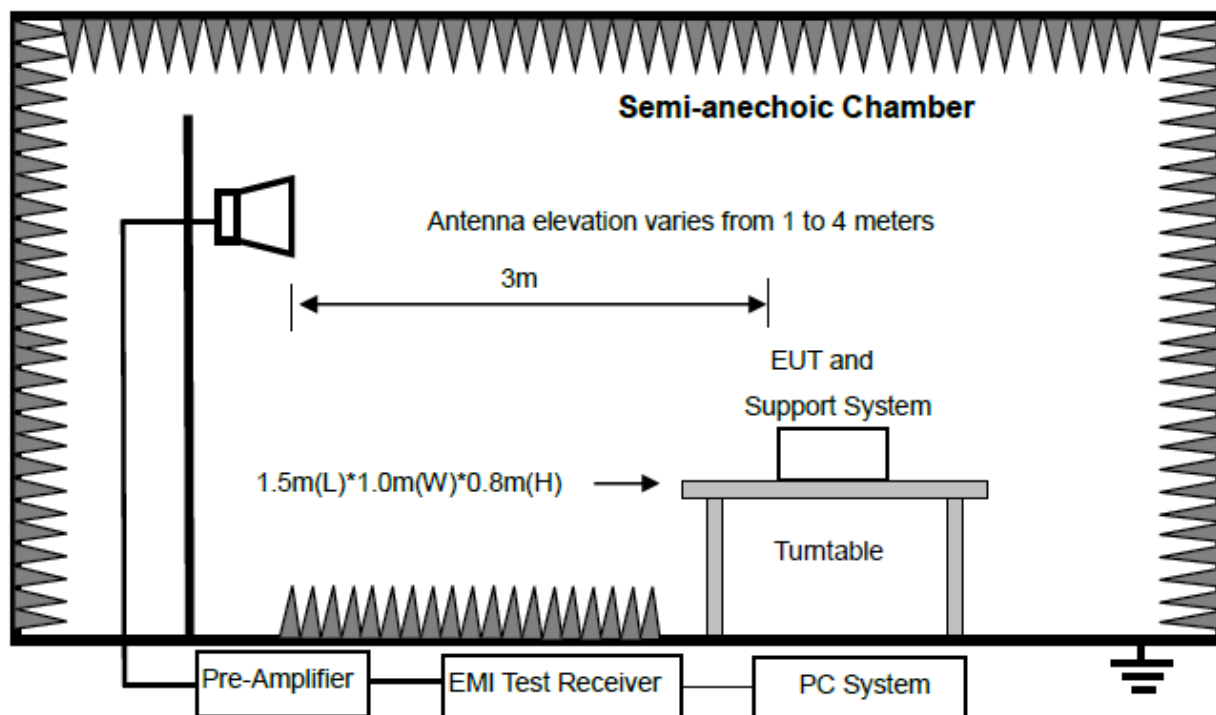 Semi-anechoic Chamber
Antenna elevation varies from 1 to 4 meters
3m
EUT and
Support System
1.5m(L)*1.0m(W)*0.8m(H)
Turntable
Pre-Amplifier
EMI Test Receiver
PC System